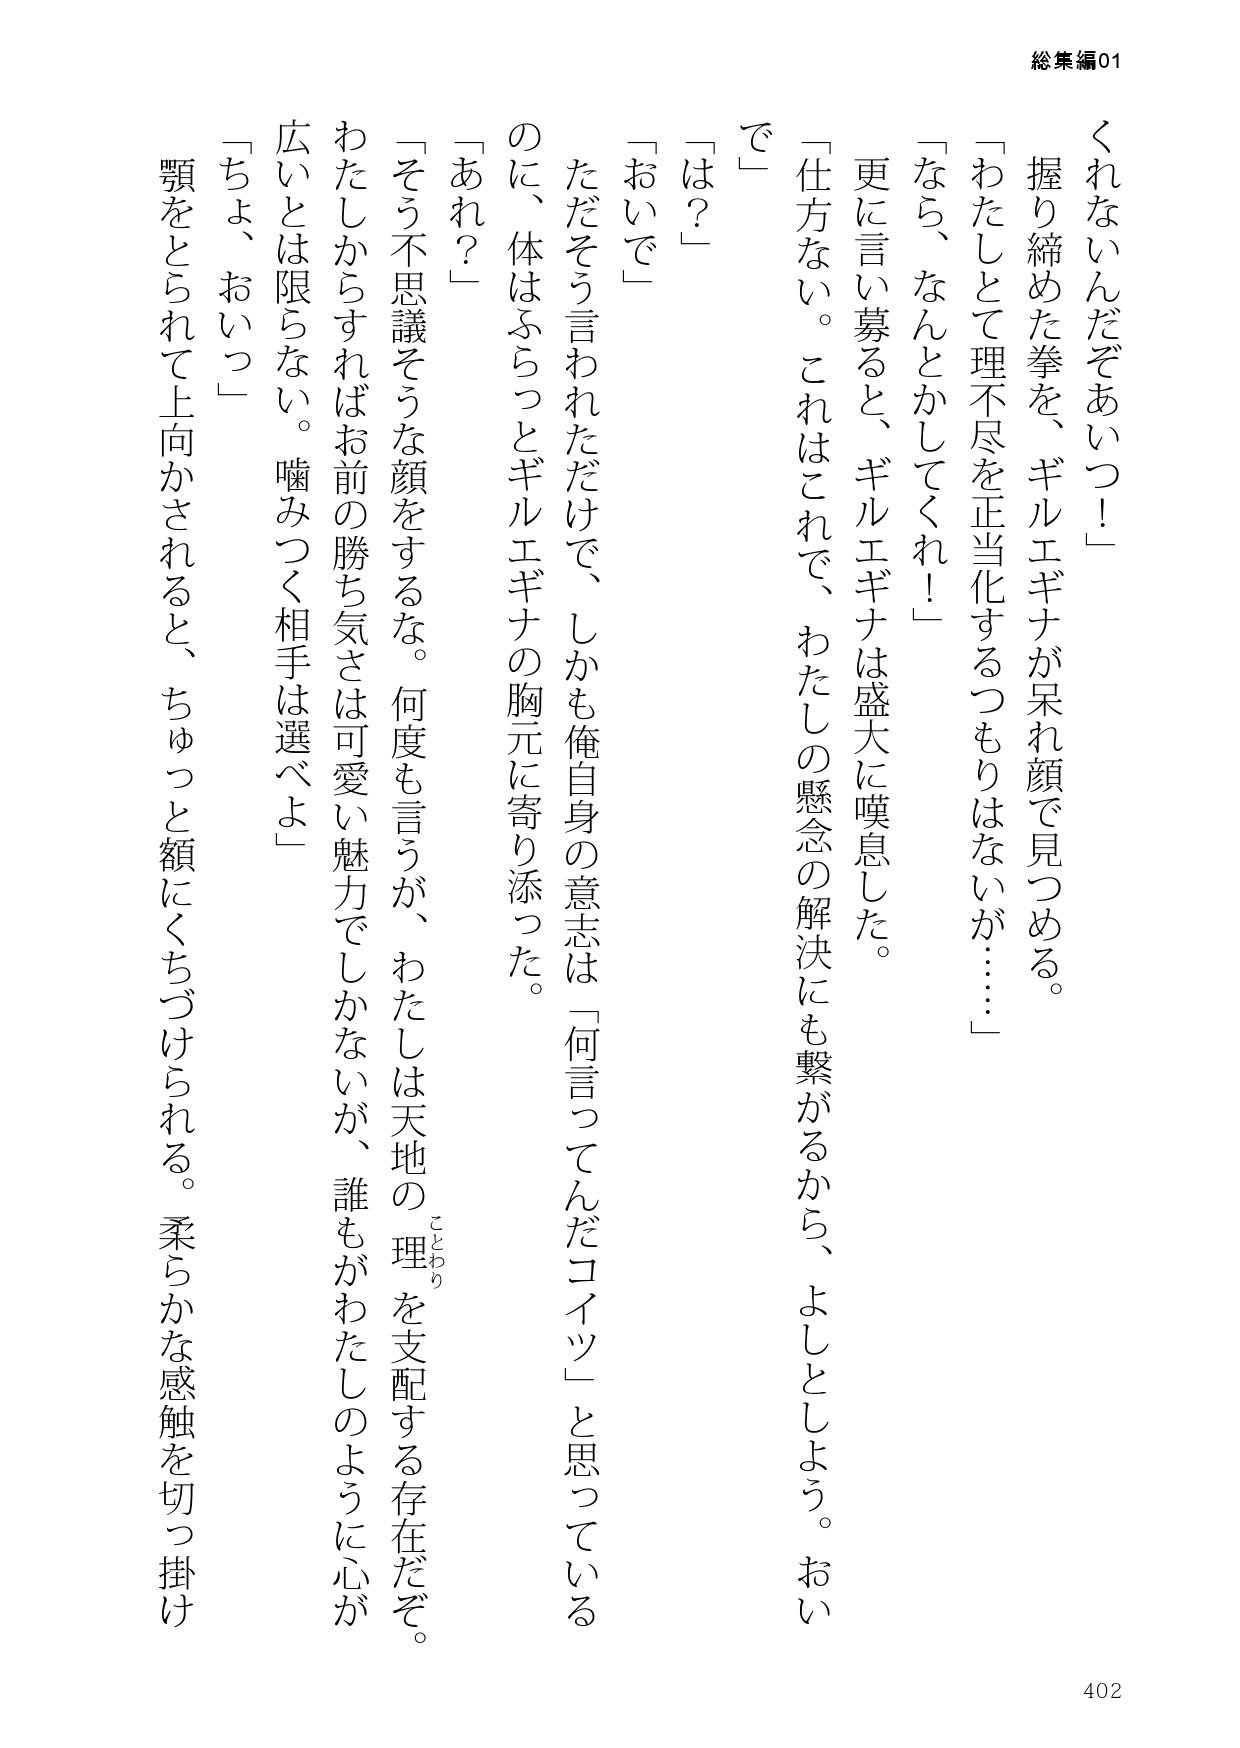 総集編01
くれないんだぞあいつ！」
握り締めた拳を、ギルエギナが呆れ顔で見つめる。
「わたしとて理不尽を正当化するつもりはないが……」
「なら、なんとかしてくれ！」
更に言い募ると、ギルエギナは盛大に嘆息した。
「仕方ない。これはこれで、わたしの懸念の解決にも繋がるから、よしとしよう。おい
で」
「は？」
「おいで」
ただそう言われただけで、しかも俺自身の意志は「何言ってんだコイツ」と思っている
のに、体はふらっとギルエギナの胸元に寄り添った。
「あれ？」
「そう不思議そうな顔をするな。何度も言うが、わたしは天地の理ことわりを支配する存在だぞ。
わたしからすればお前の勝ち気さは可愛い魅力でしかないが、誰もがわたしのように心が
広いとは限らない。噛みつく相手は選べよ」
「ちょ、おいっ」
顎をとられて上向かされると、ちゅっと額にくちづけられる。柔らかな感触を切っ掛け
402